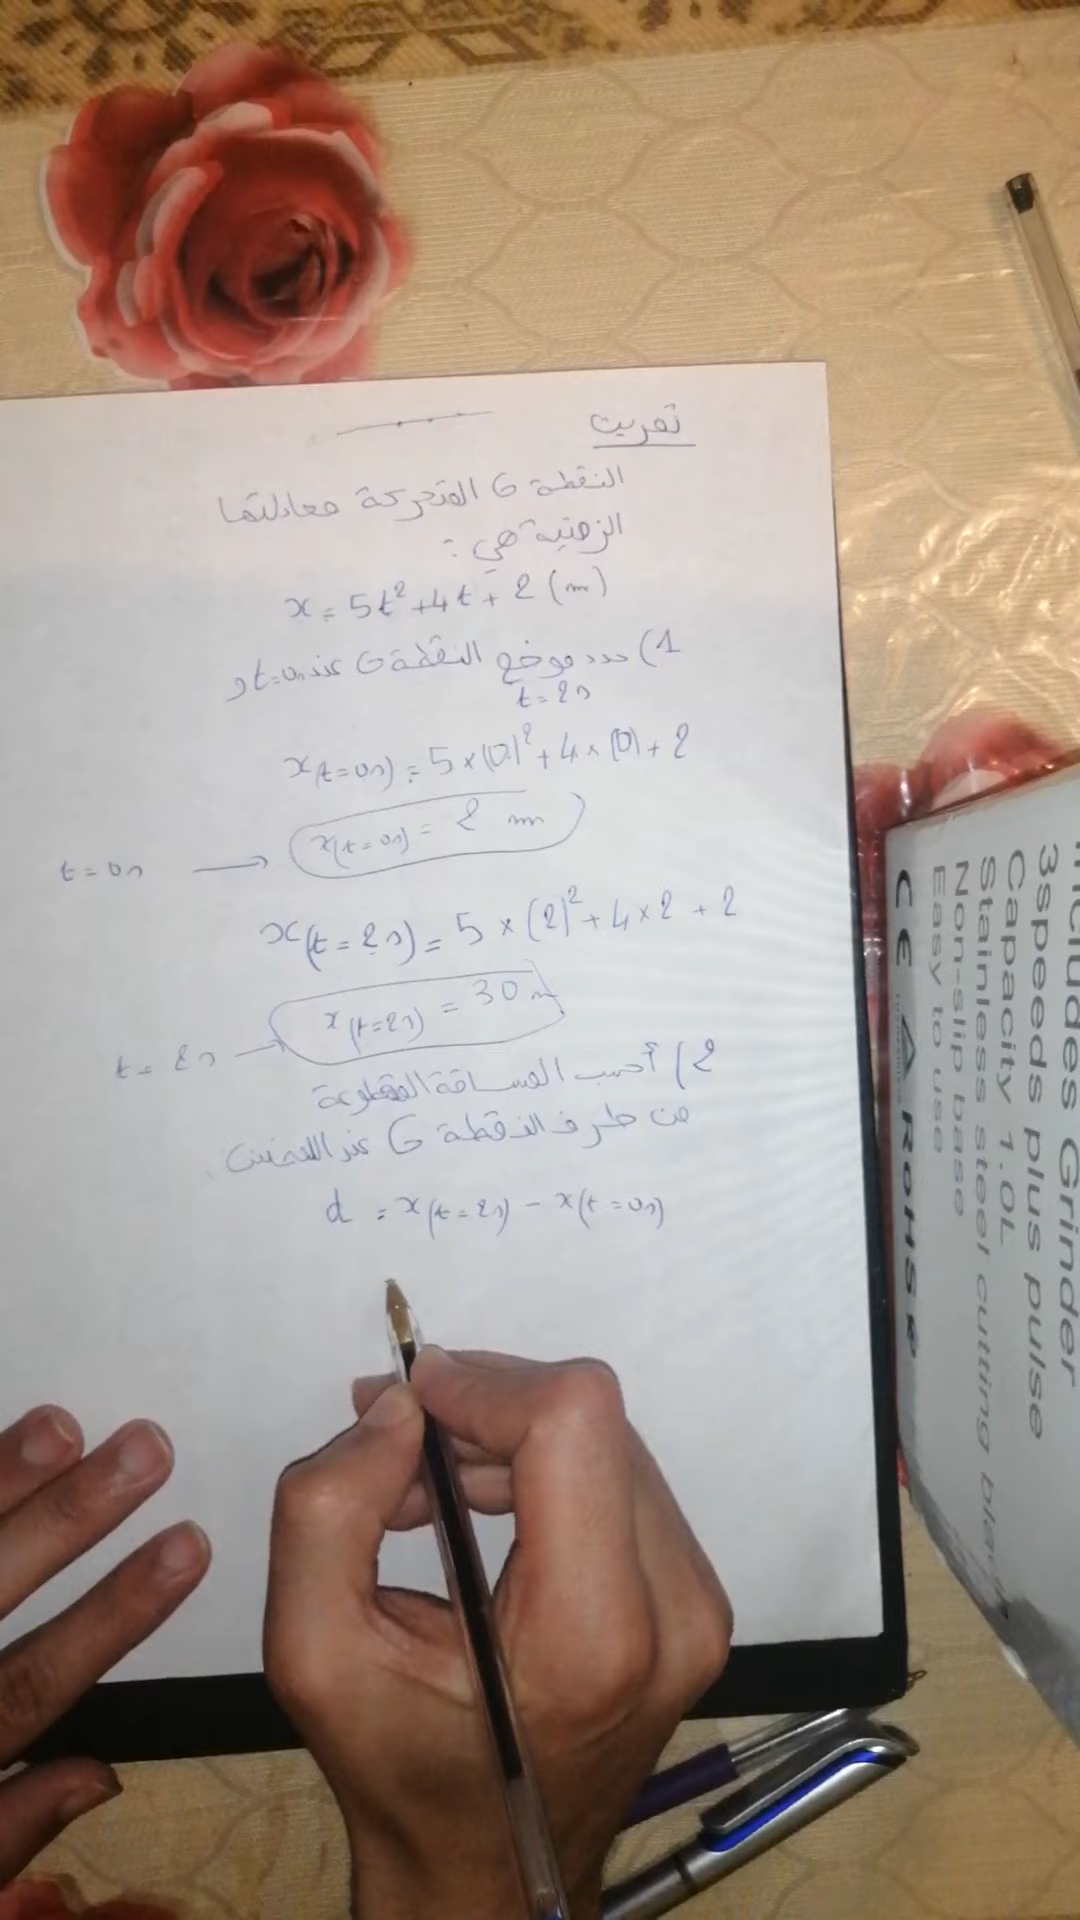 تمرين
النقطة G المتحركة معادلتها
الزمنية هي :
x = 5t² + 4t + 2 (m)
1) حدد موضع النقطة G عند t=0s و
t = 2s
x(t=0s) = 5 × (0)² + 4 × (0) + 2
t = 0s → x(t=0s) = 2 m
x(t=2s) = 5 × (2)² + 4 × 2 + 2
t = 2s → x(t=2s) = 30 m
2) أحسب المسافة المقطوعة
من طرف النقطة G عند اللحظتين .
d = x(t=2s) - x(t=0s)
Includes Grinder
3speeds plus pulse
Capacity 1.0L
Stainless steel cutting
Non-slip base
Easy to use
CE ROHS